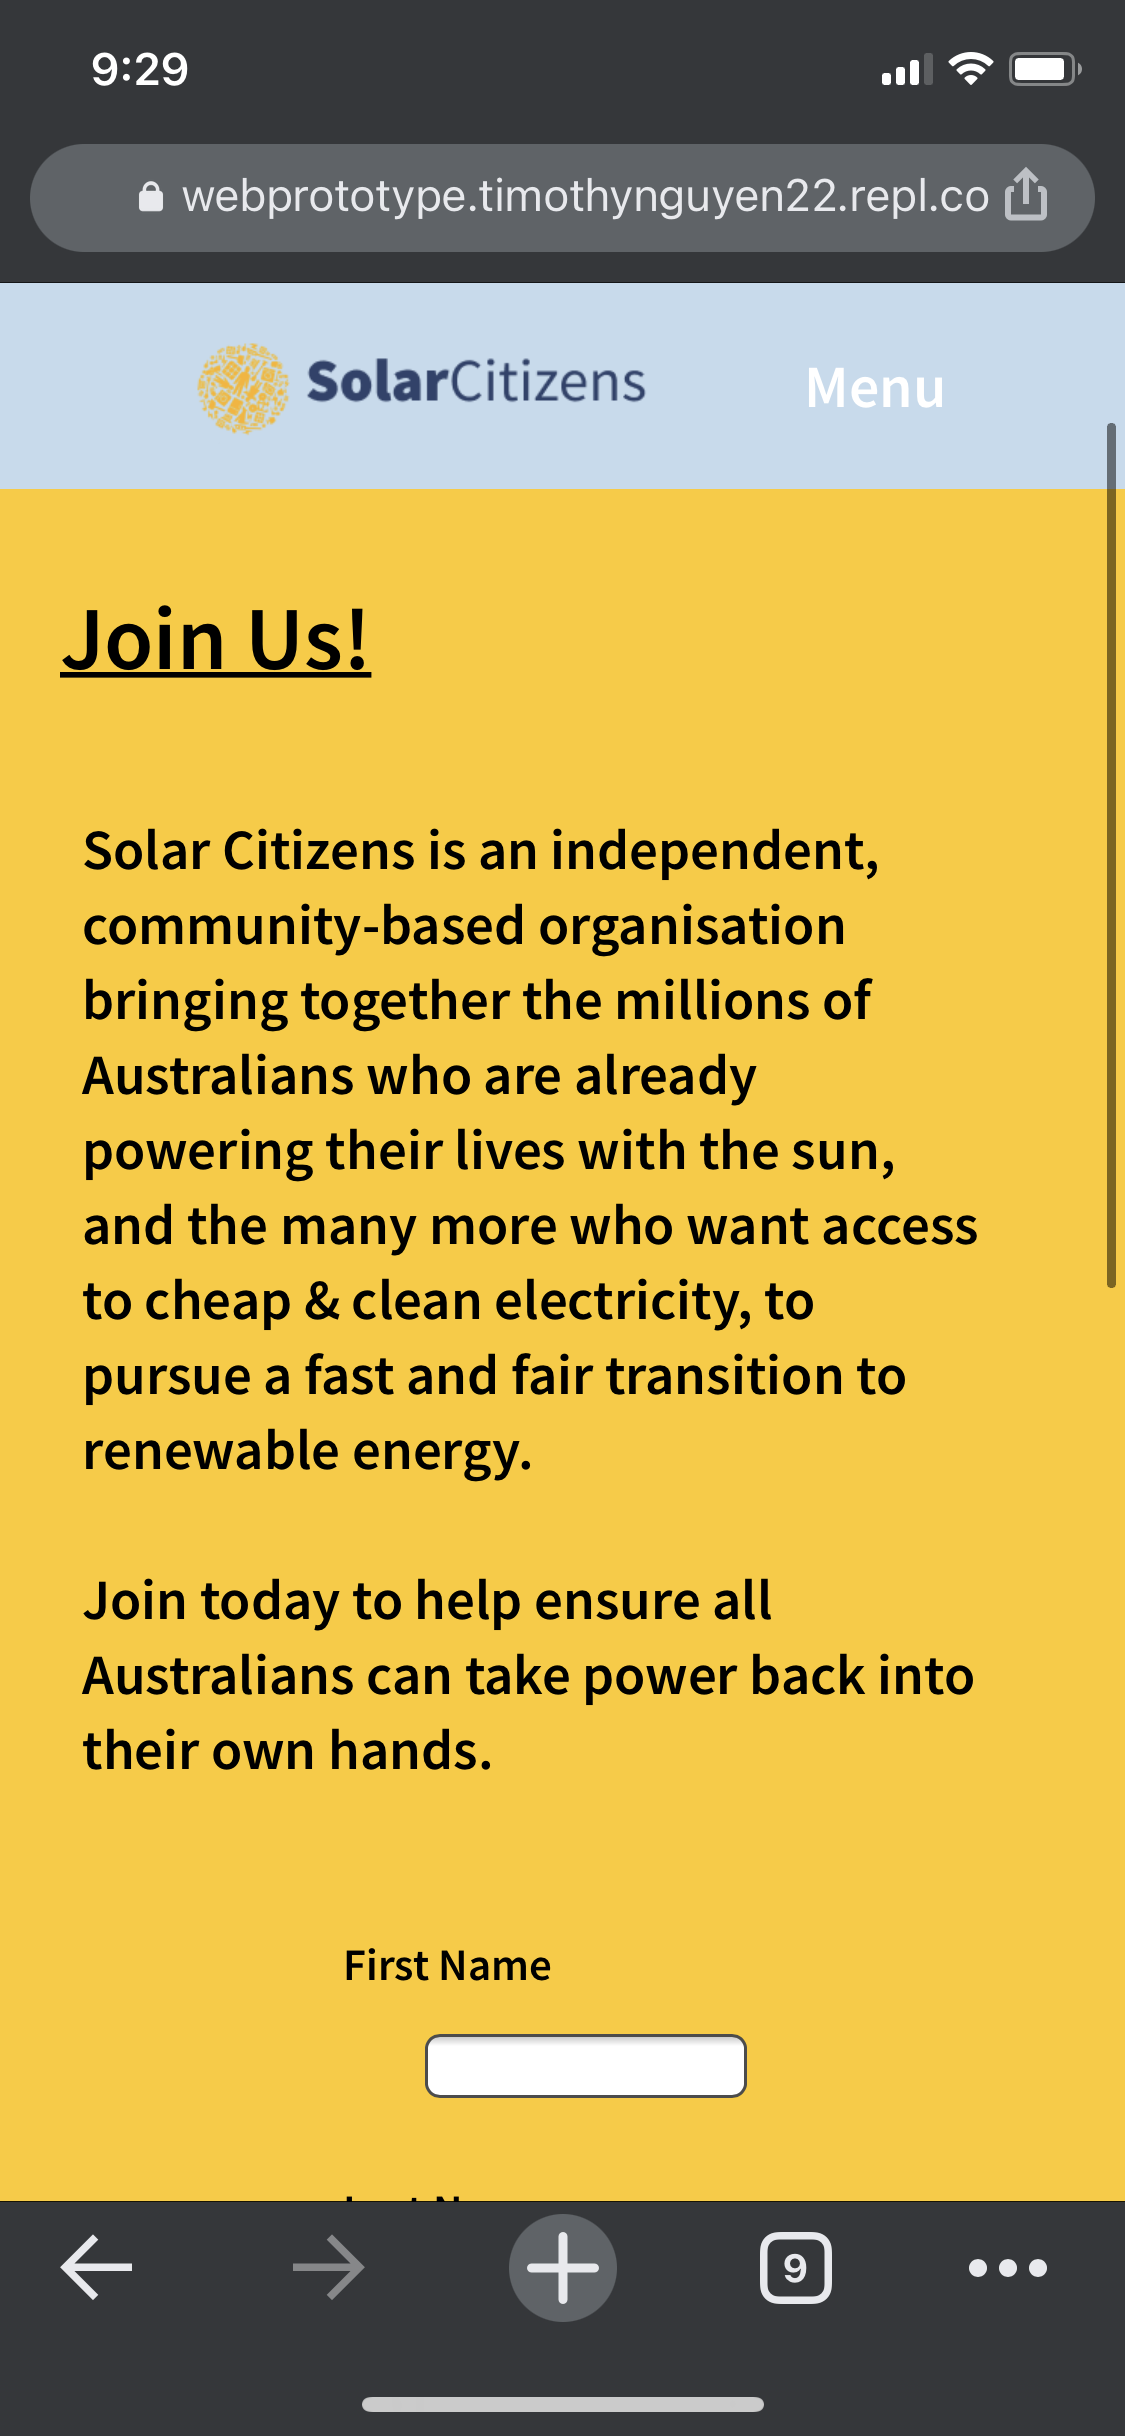 9:29
webprototype.timothynguyen22.repl.co
SolarCitizens
Menu
Join Us!
Solar Citizens is an independent,
community-based organisation
bringing together the millions of
Australians who are already
powering their lives with the sun,
and the many more who want access
to cheap & clean electricity, to
pursue a fast and fair transition to
renewable energy.
Join today to help ensure all
Australians can take power back into
their own hands.
First Name
9